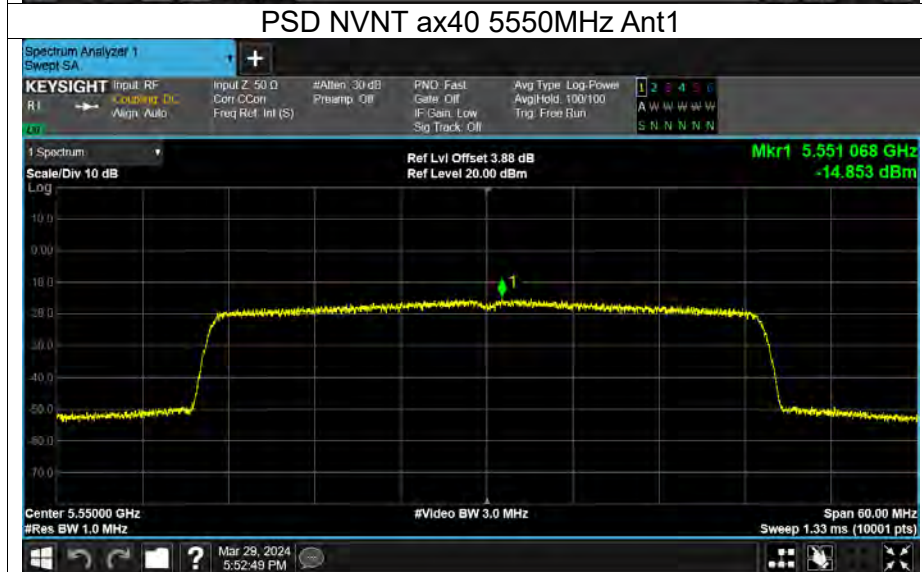 PSD NVNT ax40 5550MHz Ant1
Spectrum Analyzer 1
Swept SA
+
KEYSIGHT Input: RF Input Z: 50 Ω #Atten: 30 dB PNO: Fast Avg Type: Log-Power 1 2 3 4 5 6
Coupling: DC Corr CCorr Preamp: Off Gate: Off Avg|Hold: 100/100 A W W W W W
Align: Auto Freq Ref: Int (S) IF Gain: Low Trig: Free Run
Sig Track: Off S N N N N N
1 Spectrum Ref Lvl Offset 3.88 dB Mkr1 5.551 068 GHz
Scale/Div 10 dB Ref Level 20.00 dBm -14.853 dBm
Log
10.0
0.00
-10.0
1
-20.0
-30.0
-40.0
-50.0
-60.0
-70.0
Center 5.55000 GHz #Video BW 3.0 MHz Span 60.00 MHz
#Res BW 1.0 MHz Sweep 1.33 ms (10001 pts)
? Mar 29, 2024
5:52:49 PM